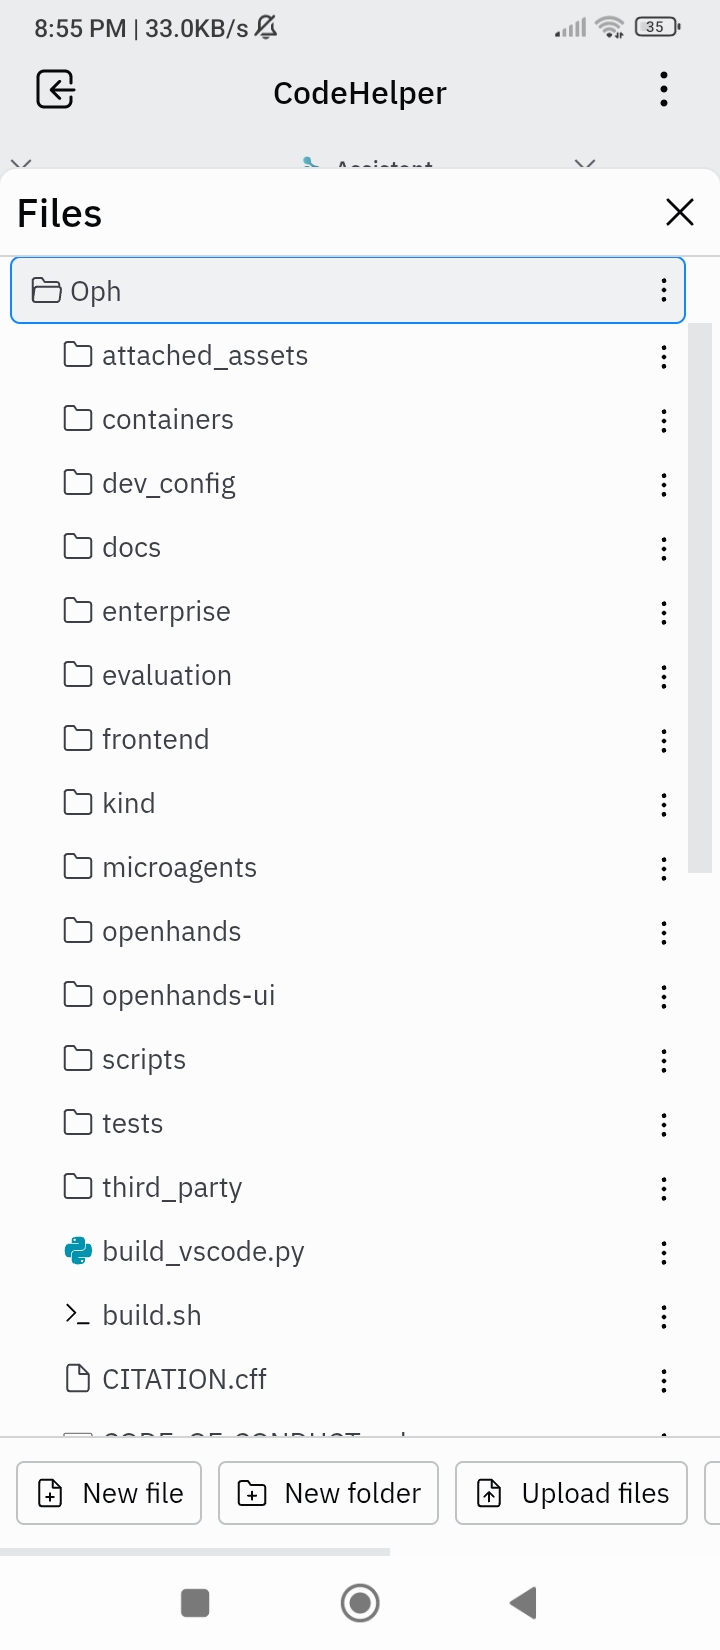 8:55 PM | 33.0KB/s
35
CodeHelper
Assistant
Files
Oph
attached_assets
containers
dev_config
docs
enterprise
evaluation
frontend
kind
microagents
openhands
openhands-ui
scripts
tests
third_party
build_vscode.py
build.sh
CITATION.cff
New file
New folder
Upload files